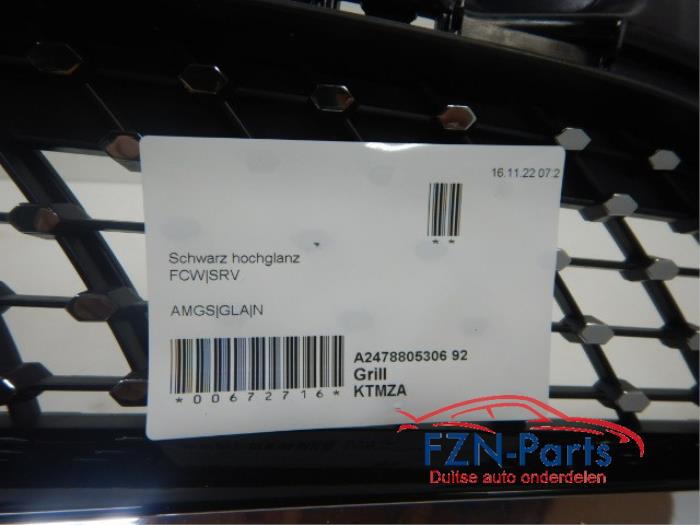 16.11.22 07:2
* *
Schwarz hochglanz
FCW|SRV
AMGS|GLA|N
*00672716*
A2478805306 92
Grill
KTMZA
FZN-Parts
Duitse auto onderdelen